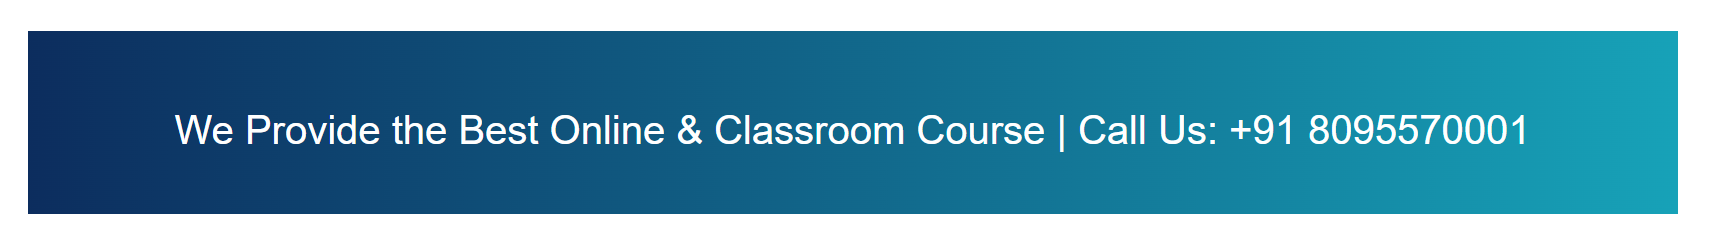 We Provide the Best Online & Classroom Course | Call Us: +91 8095570001